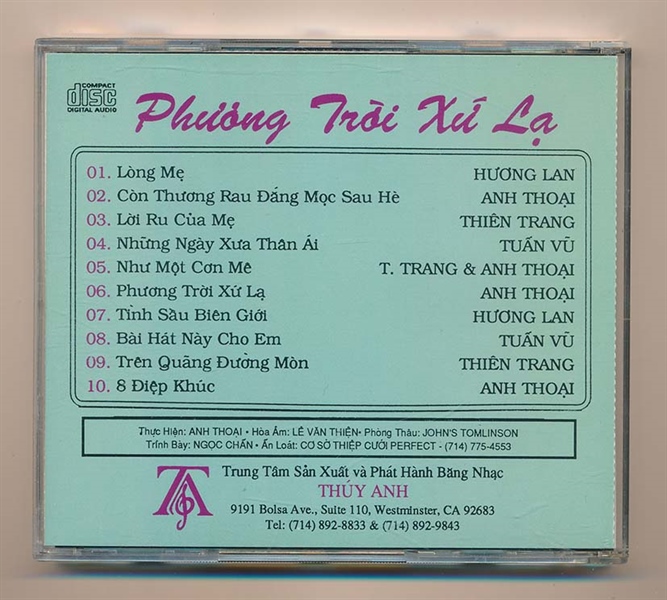 COMPACT
disc
DIGITAL AUDIO
Phương Trời Xứ Lạ
01. Lòng Mẹ HƯƠNG LAN
02. Còn Thương Rau Đắng Mọc Sau Hè ANH THOẠI
03. Lời Ru Của Mẹ THIÊN TRANG
04. Những Ngày Xưa Thân Ái TUẤN VŨ
05. Như Một Cơn Mê T. TRANG & ANH THOẠI
06. Phương Trời Xứ Lạ ANH THOẠI
07. Tình Sầu Biên Giới HƯƠNG LAN
08. Bài Hát Này Cho Em TUẤN VŨ
09. Trên Quãng Đường Mòn THIÊN TRANG
10. 8 Điệp Khúc ANH THOẠI
Thực Hiện: ANH THOẠI • Hòa Âm: LÊ VĂN THIỆN • Phòng Thâu: JOHN'S TOMLINSON
Trình Bày: NGỌC CHẤN • Ấn Loát: CƠ SỞ THIỆP CƯỚI PERFECT - (714) 775-4553
TA
Trung Tâm Sản Xuất và Phát Hành Băng Nhạc
THÚY ANH
9191 Bolsa Ave., Suite 110, Westminster, CA 92683
Tel: (714) 892-8833 & (714) 892-9843